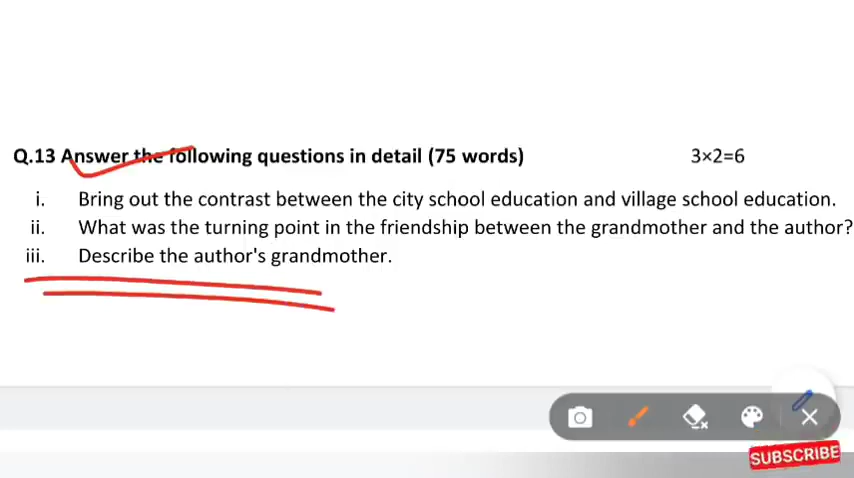 Q.13 Answer the following questions in detail (75 words) 3×2=6
i. Bring out the contrast between the city school education and village school education.
ii. What was the turning point in the friendship between the grandmother and the author?
iii. Describe the author's grandmother.
SUBSCRIBE